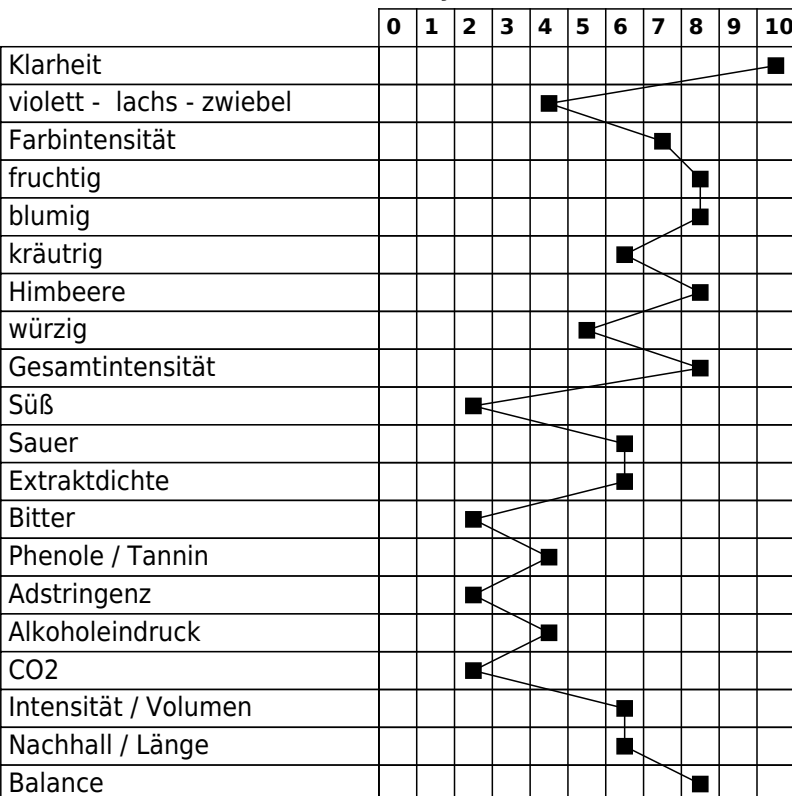 0 1 2 3 4 5 6 7 8 9 10
Klarheit
violett - lachs - zwiebel
Farbintensität
fruchtig
blumig
kräutrig
Himbeere
würzig
Gesamtintensität
Süß
Sauer
Extraktdichte
Bitter
Phenole / Tannin
Adstringenz
Alkoholeindruck
CO2
Intensität / Volumen
Nachhall / Länge
Balance